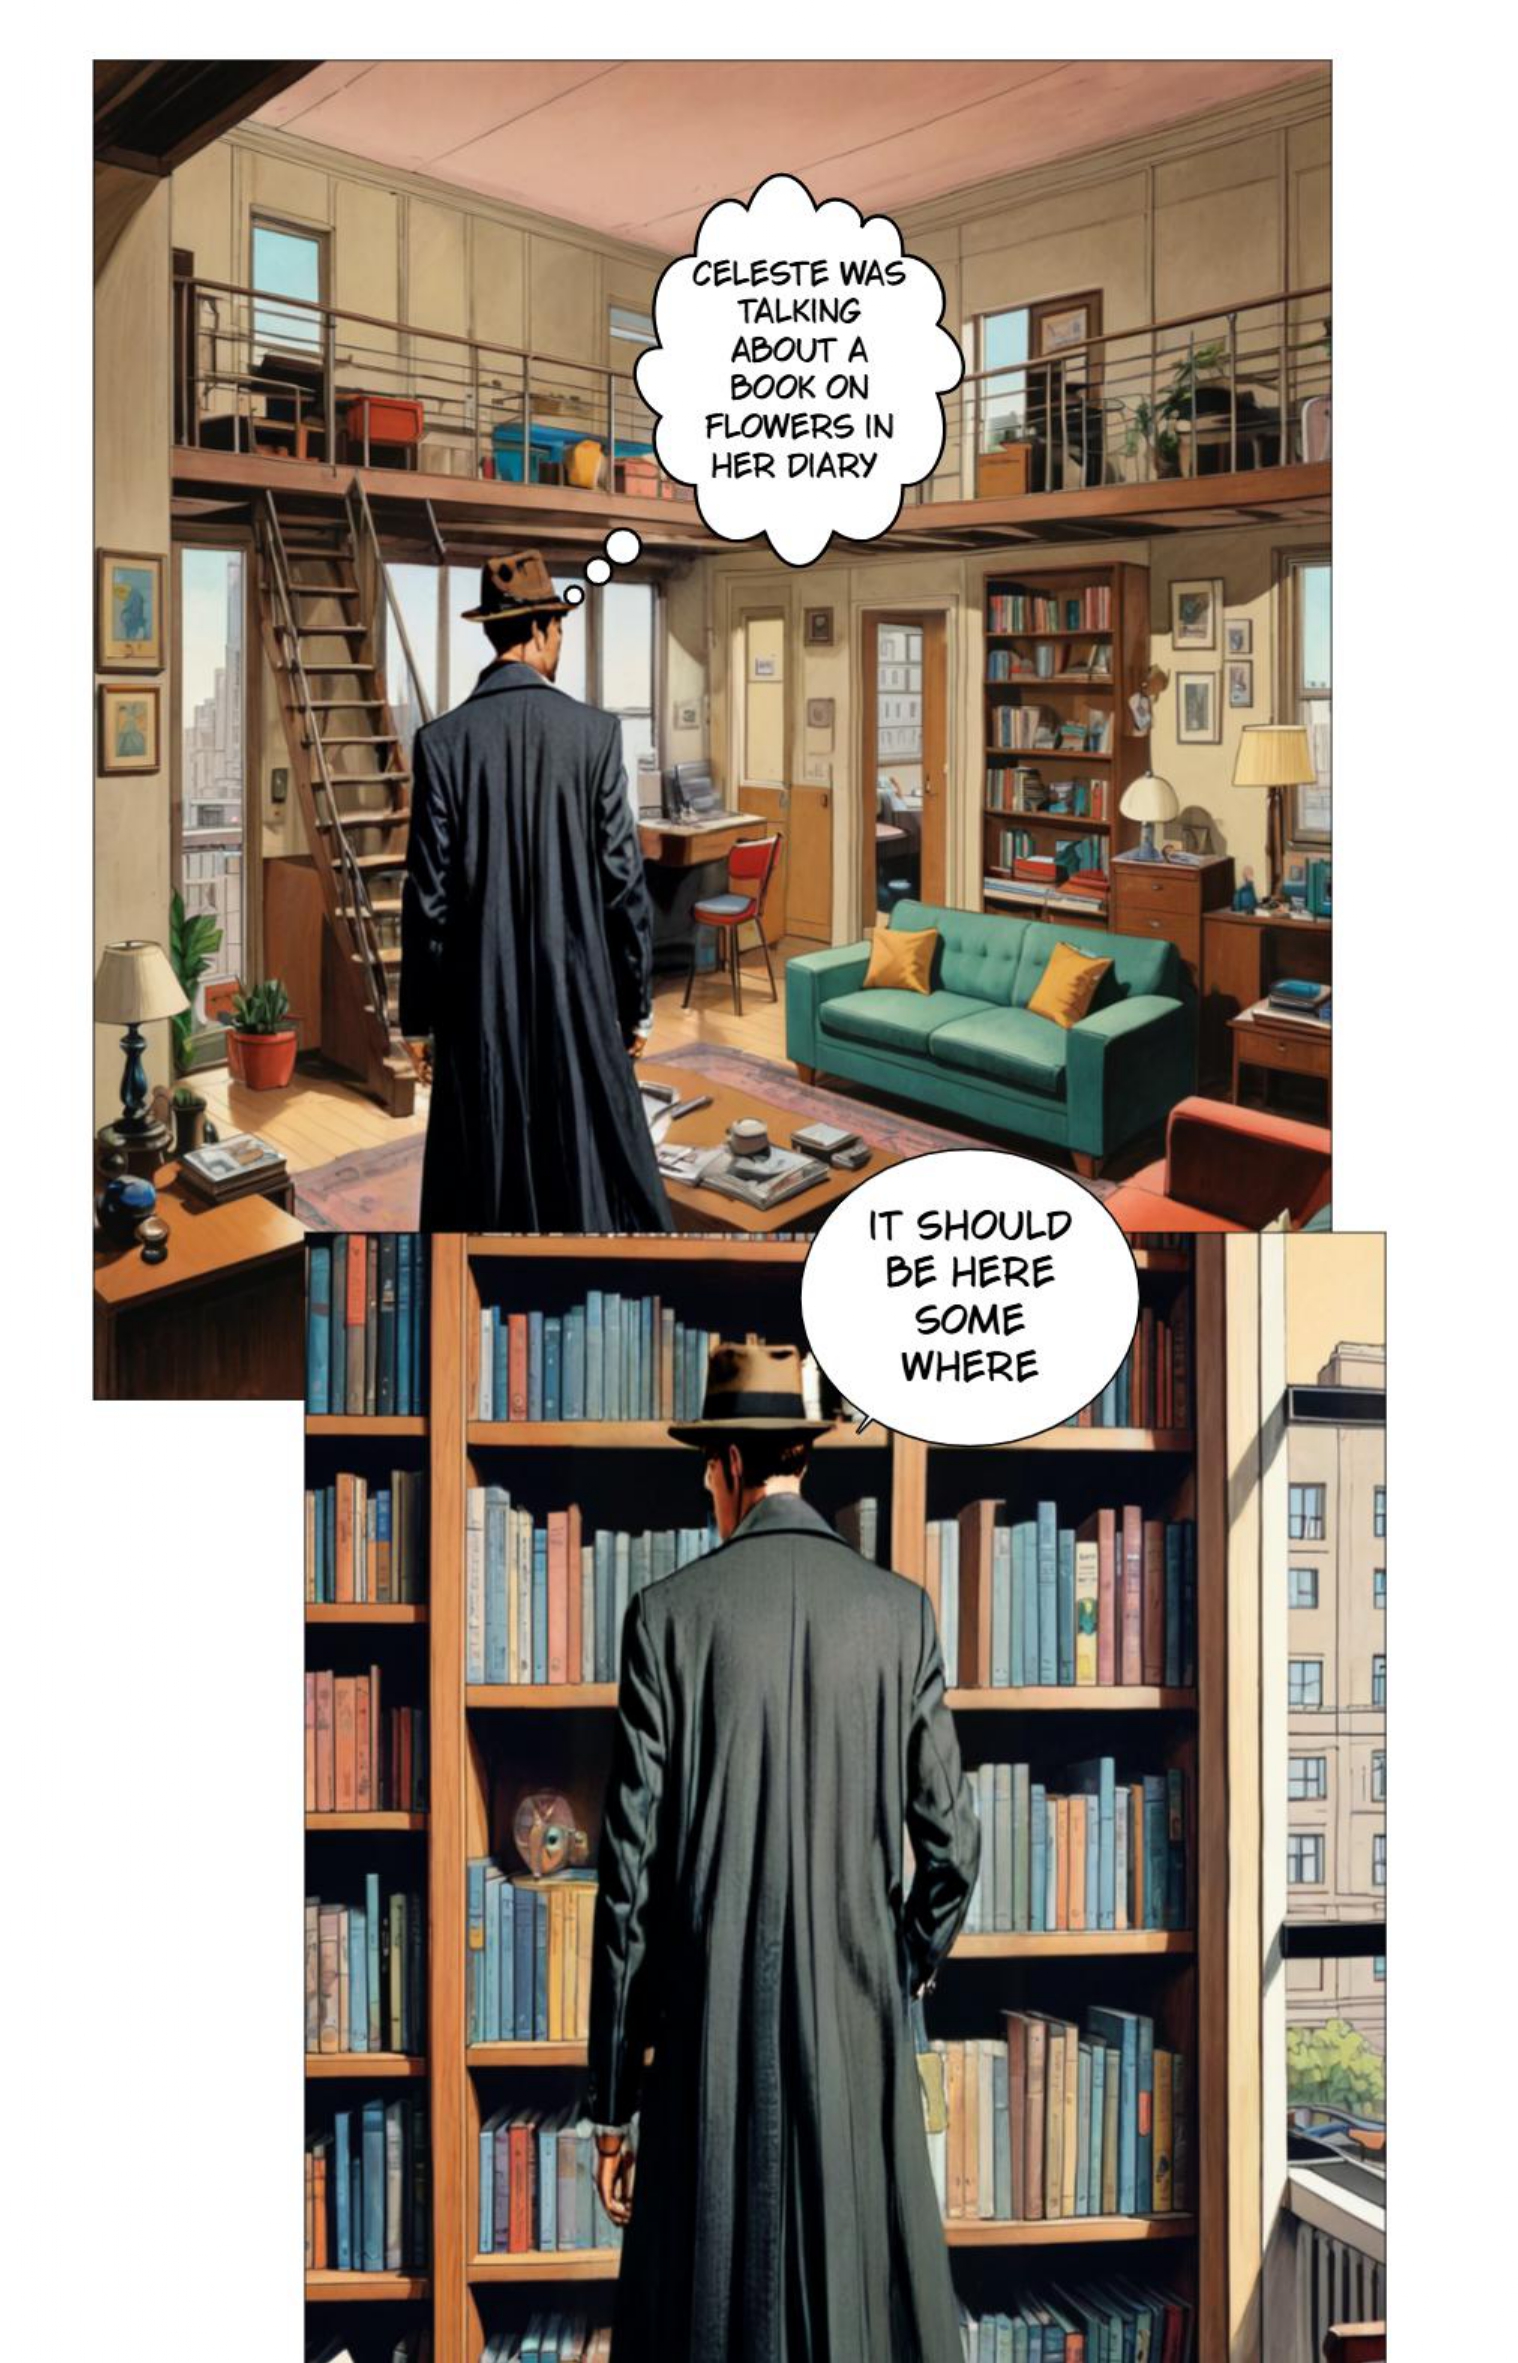 CELESTE WAS
TALKING
ABOUT A
BOOK ON
FLOWERS IN
HER DIARY
IT SHOULD
BE HERE
SOME
WHERE